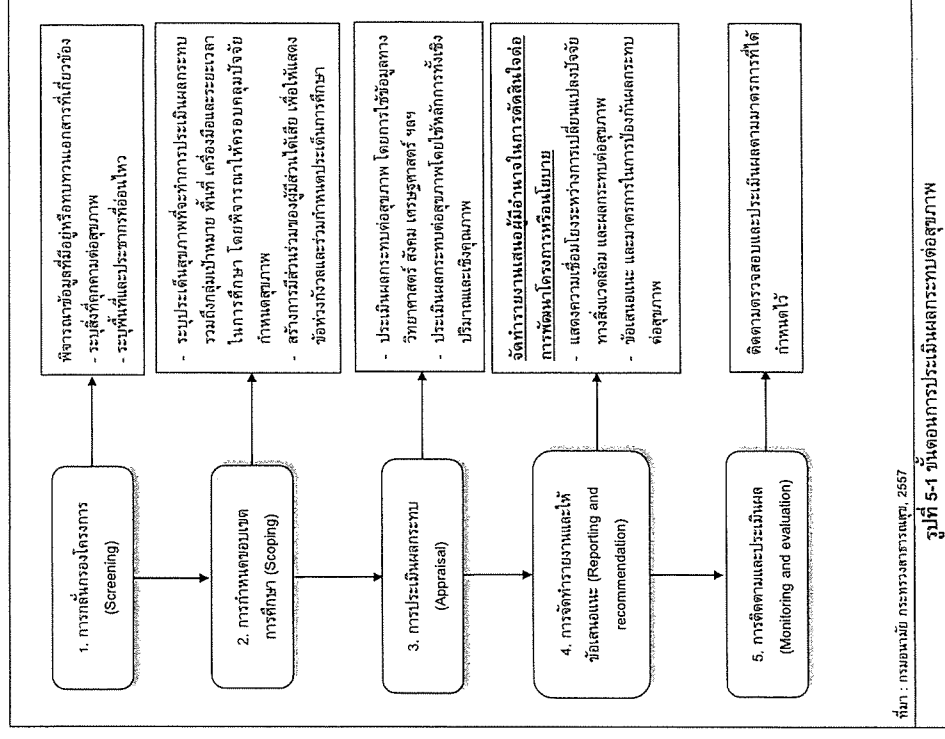 1. การกลั่นกรองโครงการ
(Screening)
พิจารณาข้อมูลที่มีอยู่หรือทบทวนเอกสารที่เกี่ยวข้อง
- ระบุสิ่งที่คุกคามต่อสุขภาพ
- ระบุพื้นที่และประชากรที่อ่อนไหว
2. การกำหนดขอบเขต
การศึกษา (Scoping)
- ระบุประเด็นสุขภาพที่จะทำการประเมินผลกระทบ
รวมถึงกลุ่มเป้าหมาย พื้นที่ เครื่องมือและระยะเวลา
ในการศึกษา โดยพิจารณาให้ครอบคลุมปัจจัย
กำหนดสุขภาพ
- สร้างการมีส่วนร่วมของผู้มีส่วนได้เสีย เพื่อให้แสดง
ข้อห่วงกังวลและร่วมกำหนดประเด็นการศึกษา
3. การประเมินผลกระทบ
(Appraisal)
- ประเมินผลกระทบต่อสุขภาพ โดยการใช้ข้อมูลทาง
วิทยาศาสตร์ สังคม เศรษฐศาสตร์ ฯลฯ
- ประเมินผลกระทบต่อสุขภาพโดยใช้หลักการทั้งเชิง
ปริมาณและเชิงคุณภาพ
4. การจัดทำรายงานและให้
ข้อเสนอแนะ (Reporting and
recommendation)
จัดทำรายงานเสนอผู้มีอำนาจในการตัดสินใจต่อ
การพัฒนาโครงการหรือนโยบาย
- แสดงความเชื่อมโยงระหว่างการเปลี่ยนแปลงปัจจัย
ทางสิ่งแวดล้อม และผลกระทบต่อสุขภาพ
- ข้อเสนอแนะ และมาตรการในการป้องกันผลกระทบ
ต่อสุขภาพ
5. การติดตามและประเมินผล
(Monitoring and evaluation)
ติดตามตรวจสอบและประเมินผลตามมาตรการที่ได้
กำหนดไว้
ที่มา : กรมอนามัย กระทรวงสาธารณสุข, 2557
รูปที่ 5-1 ขั้นตอนการประเมินผลกระทบต่อสุขภาพ